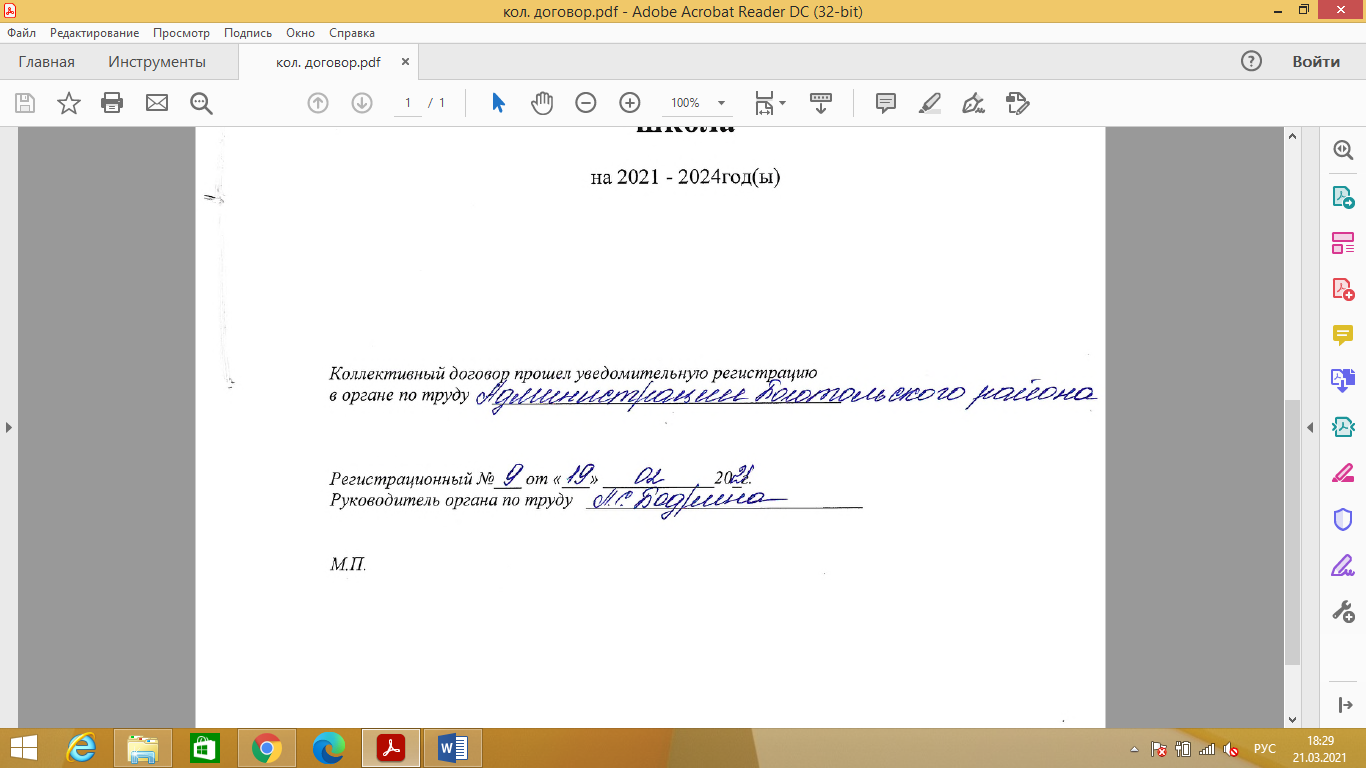 кол. договор.pdf - Adobe Acrobat Reader DC (32-bit)
Файл Редактирование Просмотр Подпись Окно Справка
Главная Инструменты кол. договор.pdf × Войти
1 / 1 100%
школа
на 2021 - 2024год(ы)
Коллективный договор прошел уведомительную регистрацию
в органе по труду Администрации Боготольского района
Регистрационный № 9 от «19» 02 2021г.
Руководитель органа по труду А.С. Бодрина
М.П.
РУС
18:29
21.03.2021